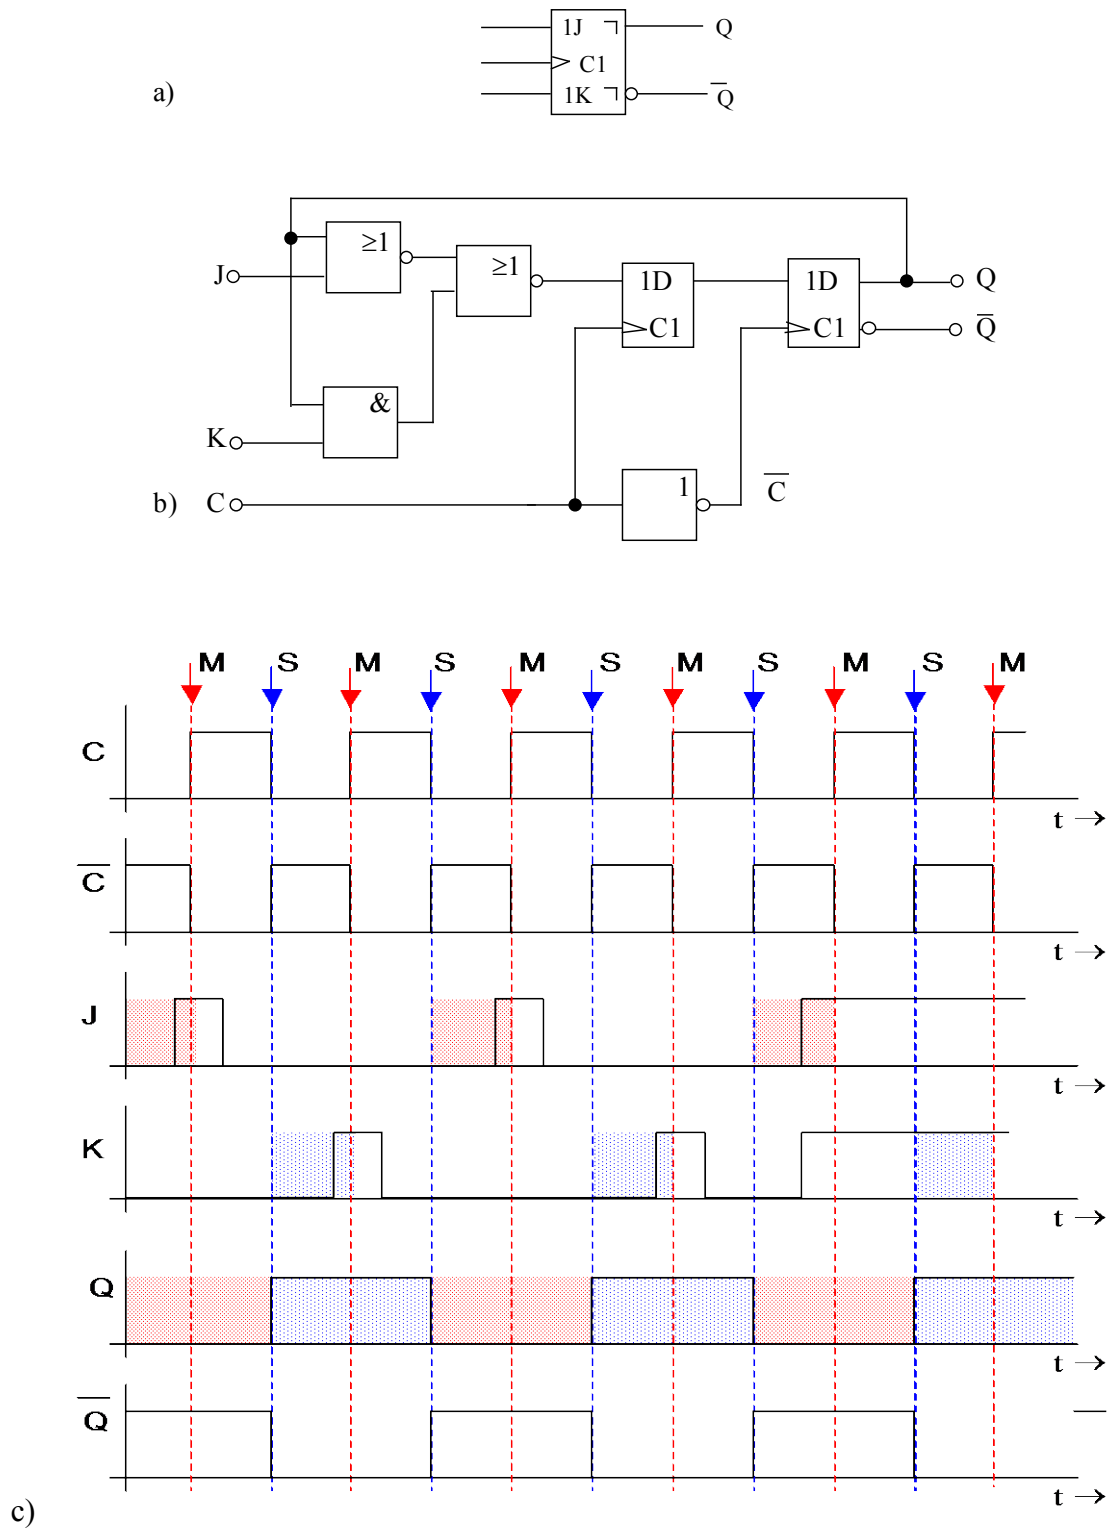 1J ¬ Q
C1
a) 1K ¬ Q̅
≥1
J ≥1 1D 1D Q
C1 C1 Q̅
&
K
1 C̅
b) C
M S M S M S M S M S M
C
t →
C̅
t →
J
t →
K
t →
Q
t →
Q̅
t →
c)